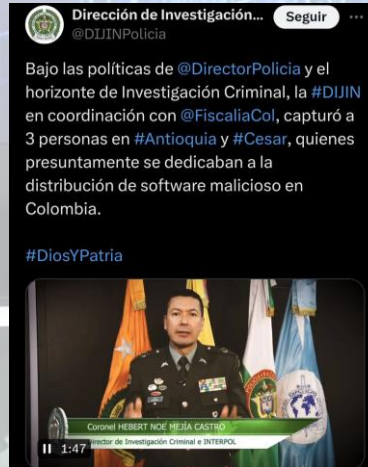 Dirección de Investigación... Seguir ...
@DIJINPolicia
Bajo las políticas de @DirectorPolicia y el
horizonte de Investigación Criminal, la #DIJIN
en coordinación con @FiscaliaCol, capturó a
3 personas en #Antioquia y #Cesar, quienes
presuntamente se dedicaban a la
distribución de software malicioso en
Colombia.
#DiosYPatria
Coronel HEBERT NOÉ MEJÍA CASTRO
Director de Investigación Criminal e INTERPOL
1:47